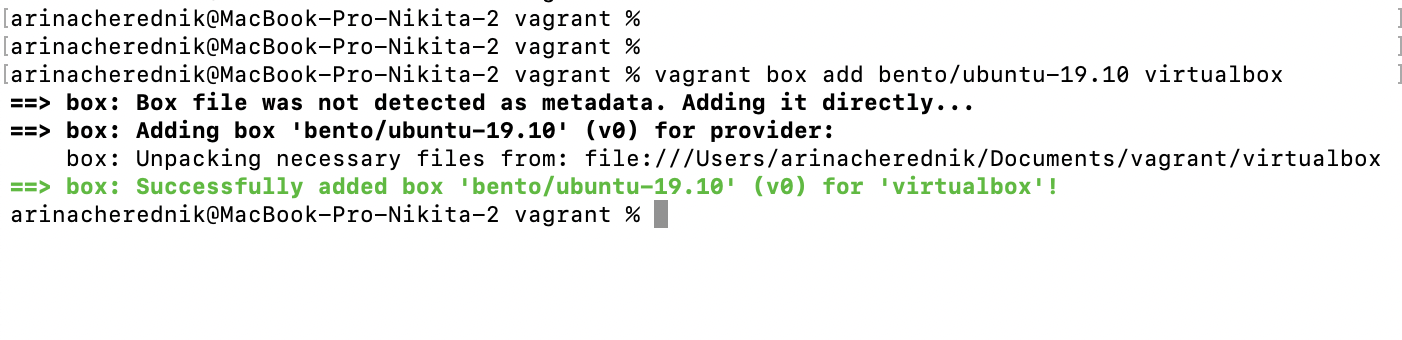 [arinacherednik@MacBook-Pro-Nikita-2 vagrant % ]
[arinacherednik@MacBook-Pro-Nikita-2 vagrant % ]
[arinacherednik@MacBook-Pro-Nikita-2 vagrant % vagrant box add bento/ubuntu-19.10 virtualbox ]
==> box: Box file was not detected as metadata. Adding it directly...
==> box: Adding box 'bento/ubuntu-19.10' (v0) for provider:
    box: Unpacking necessary files from: file:///Users/arinacherednik/Documents/vagrant/virtualbox
==> box: Successfully added box 'bento/ubuntu-19.10' (v0) for 'virtualbox'!
arinacherednik@MacBook-Pro-Nikita-2 vagrant %